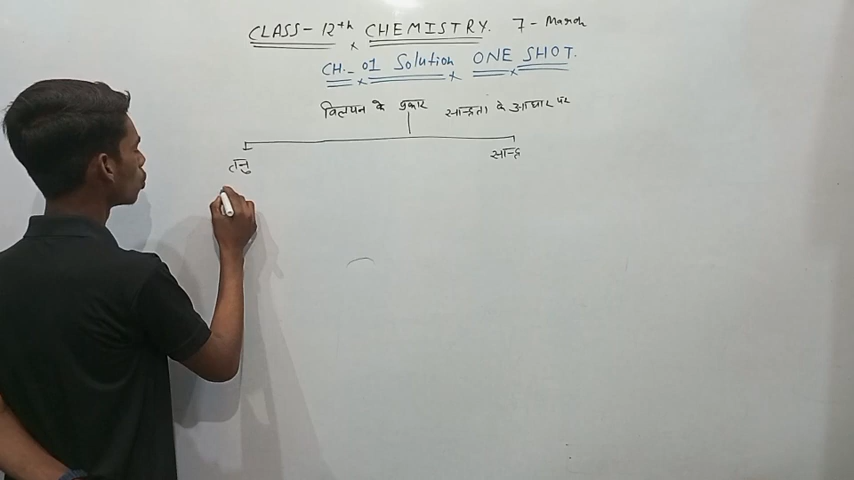 CLASS- 12th CHEMISTRY. 7 - March
CH._ 01 Solution ONE SHOT.
विलयन के प्रकार सान्द्रता के आधार पर
तनु सान्द्र